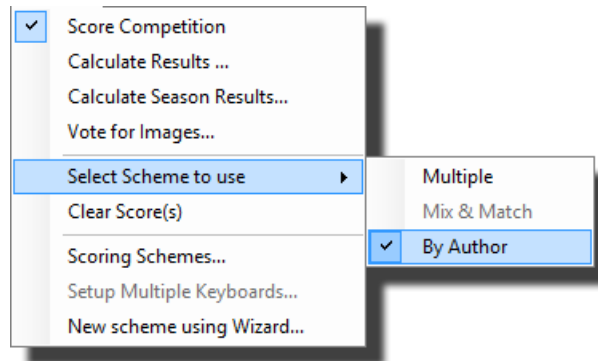 Score Competition
Calculate Results ...
Calculate Season Results...
Vote for Images...
Select Scheme to use
Clear Score(s)
Scoring Schemes...
Setup Multiple Keyboards...
New scheme using Wizard...
Multiple
Mix & Match
By Author